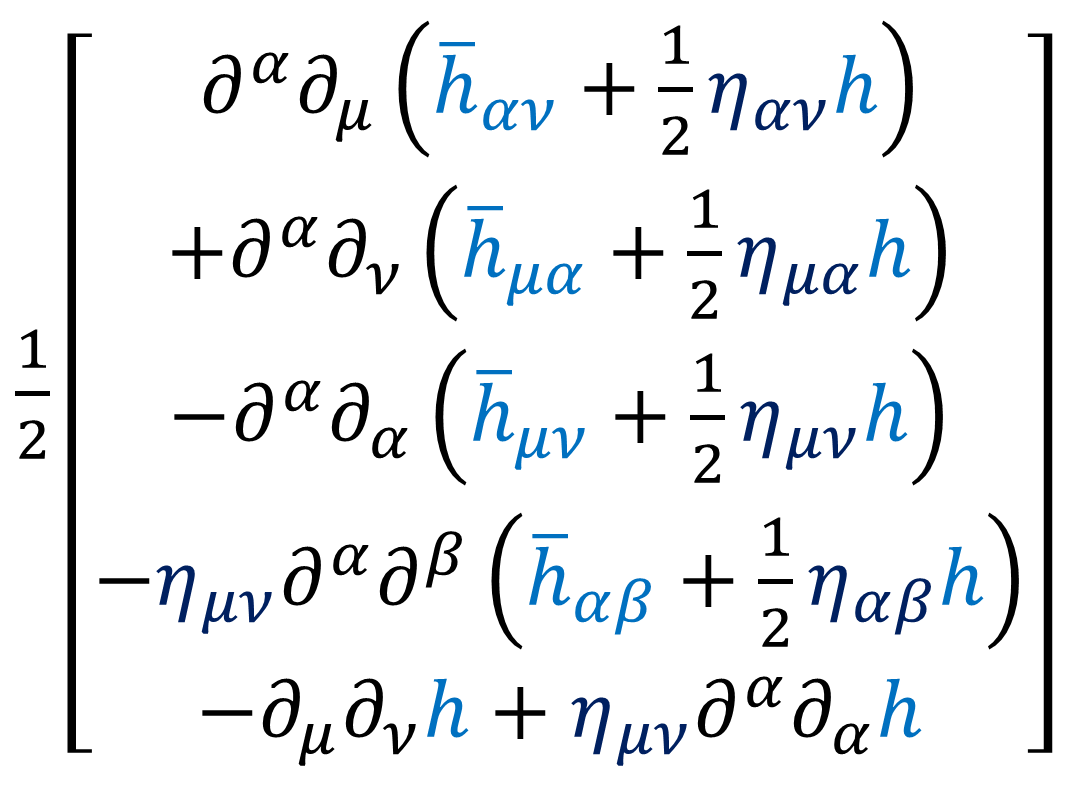 ∂^α ∂_μ ( h̄_αν + 1/2 η_αν h )
+∂^α ∂_ν ( h̄_μα + 1/2 η_μα h )
1/2 [ −∂^α ∂_α ( h̄_μν + 1/2 η_μν h ) ]
−η_μν ∂^α ∂^β ( h̄_αβ + 1/2 η_αβ h )
−∂_μ ∂_ν h + η_μν ∂^α ∂_α h